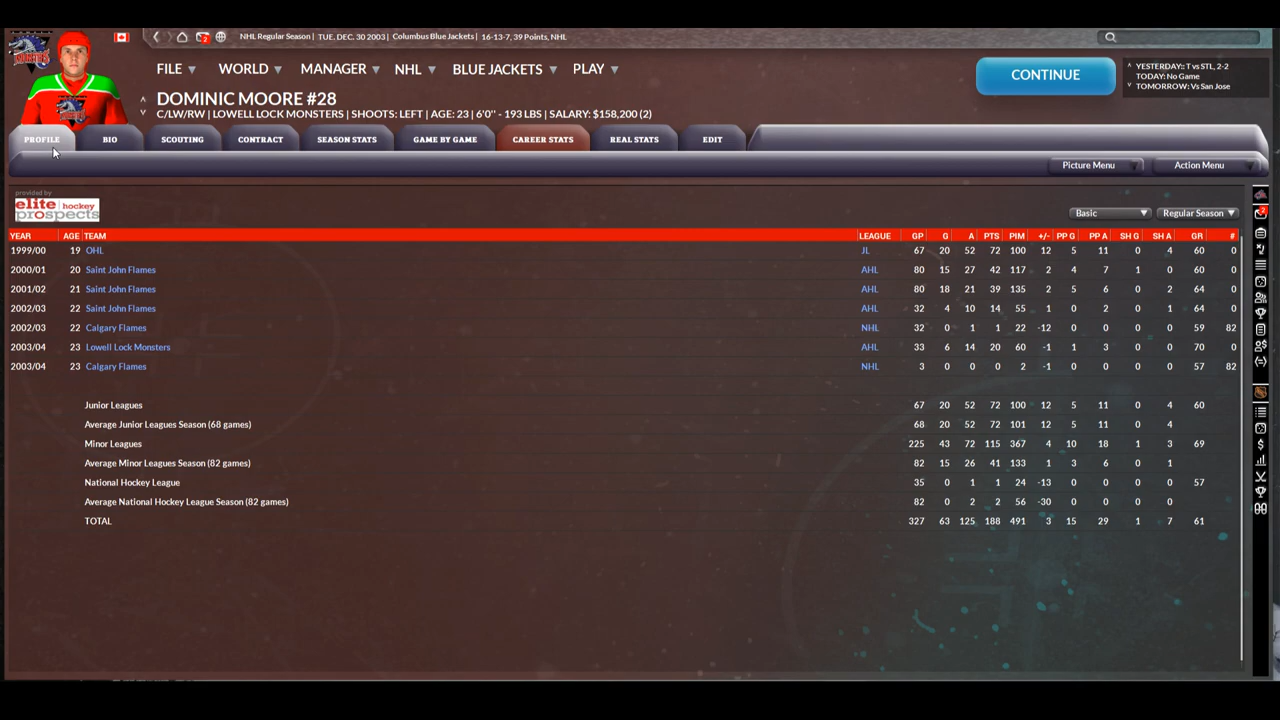 NHL Regular Season | TUE. DEC. 30 2003 | Columbus Blue Jackets | 16-13-7, 39 Points, NHL
FILE WORLD MANAGER NHL BLUE JACKETS PLAY
CONTINUE
YESTERDAY: T vs STL, 2-2
TODAY: No Game
TOMORROW: Vs San Jose
DOMINIC MOORE #28
C/LW/RW | LOWELL LOCK MONSTERS | SHOOTS: LEFT | AGE: 23 | 6'0" - 193 LBS | SALARY: $158,200 (2)
PROFILE BIO SCOUTING CONTRACT SEASON STATS GAME BY GAME CAREER STATS REAL STATS EDIT
Picture Menu Action Menu
provided by
elite hockey
prospects
Basic Regular Season
YEAR AGE TEAM LEAGUE GP G A PTS PIM +/- PP G PP A SH G SH A GR #
1999/00 19 OHL JL 67 20 52 72 100 12 5 11 0 4 60 0
2000/01 20 Saint John Flames AHL 80 15 27 42 117 2 4 7 1 0 60 0
2001/02 21 Saint John Flames AHL 80 18 21 39 135 2 5 6 0 2 64 0
2002/03 22 Saint John Flames AHL 32 4 10 14 55 1 0 2 0 1 64 0
2002/03 22 Calgary Flames NHL 32 0 1 1 22 -12 0 0 0 0 59 82
2003/04 23 Lowell Lock Monsters AHL 33 6 14 20 60 -1 1 3 0 0 70 0
2003/04 23 Calgary Flames NHL 3 0 0 0 2 -1 0 0 0 0 57 82
Junior Leagues 67 20 52 72 100 12 5 11 0 4 60
Average Junior Leagues Season (68 games) 68 20 52 72 101 12 5 11 0 4
Minor Leagues 225 43 72 115 367 4 10 18 1 3 69
Average Minor Leagues Season (82 games) 82 15 26 41 133 1 3 6 0 1
National Hockey League 35 0 1 1 24 -13 0 0 0 0 57
Average National Hockey League Season (82 games) 82 0 2 2 56 -30 0 0 0 0
TOTAL 327 63 125 188 491 3 15 29 1 7 61